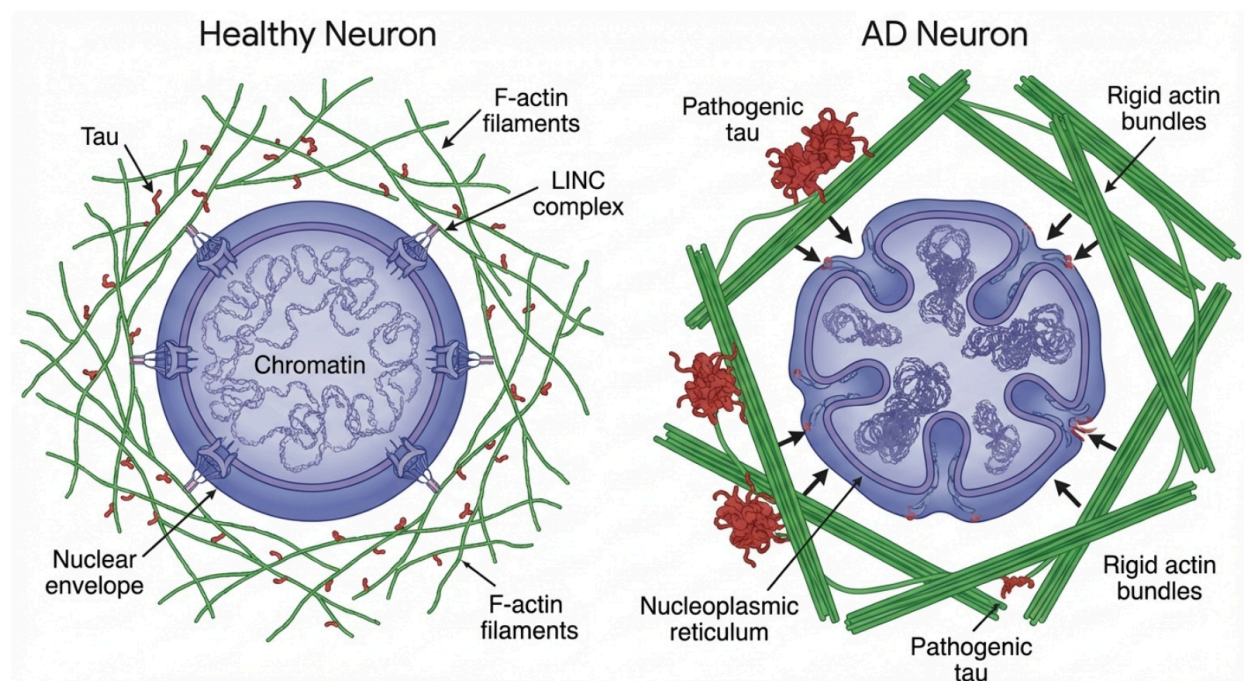 Healthy Neuron
F-actin
filaments
Tau
LINC
complex
Chromatin
Nuclear
envelope
F-actin
filaments
AD Neuron
Pathogenic
tau
Rigid actin
bundles
Nucleoplasmic
reticulum
Rigid actin
bundles
Pathogenic
tau